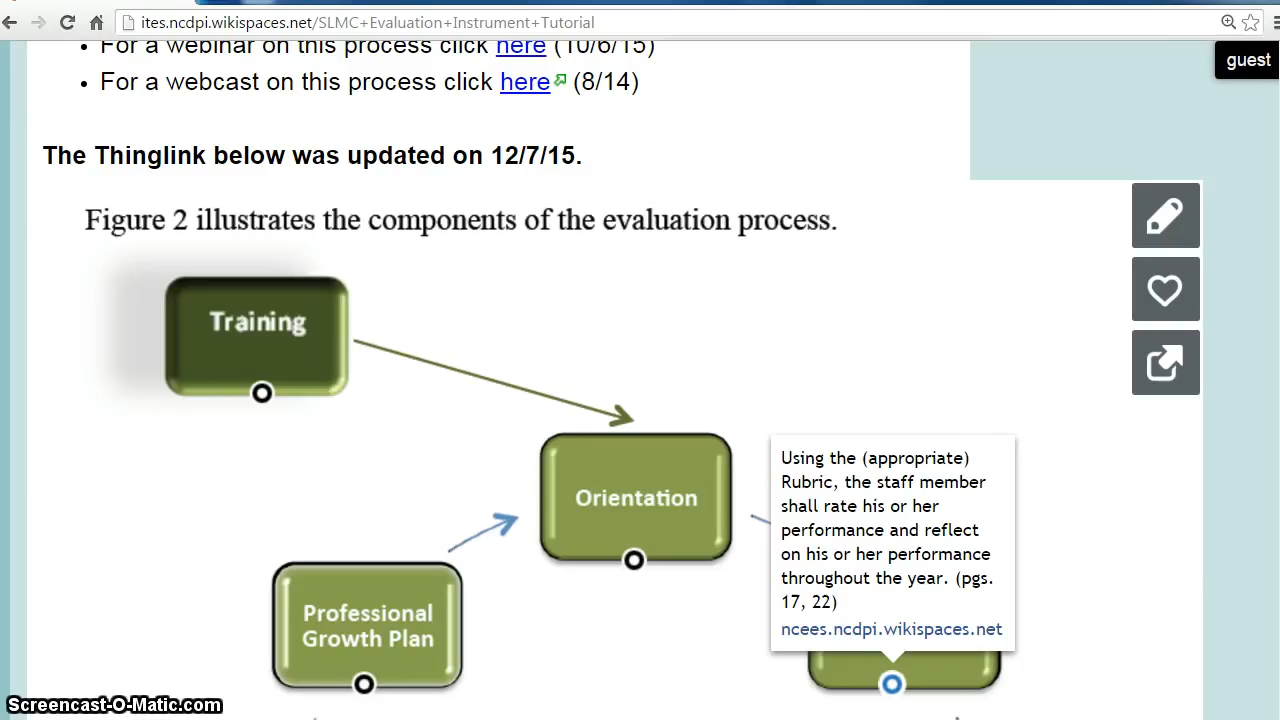 ites.ncdpi.wikispaces.net/SLMC+Evaluation+Instrument+Tutorial
For a webinar on this process click here (10/6/15)
guest
For a webcast on this process click here (8/14)
The Thinglink below was updated on 12/7/15.
Figure 2 illustrates the components of the evaluation process.
Training
Orientation
Using the (appropriate)
Rubric, the staff member
shall rate his or her
performance and reflect
on his or her performance
throughout the year. (pgs.
17, 22)
ncees.ncdpi.wikispaces.net
Professional
Growth Plan
Screencast-O-Matic.com